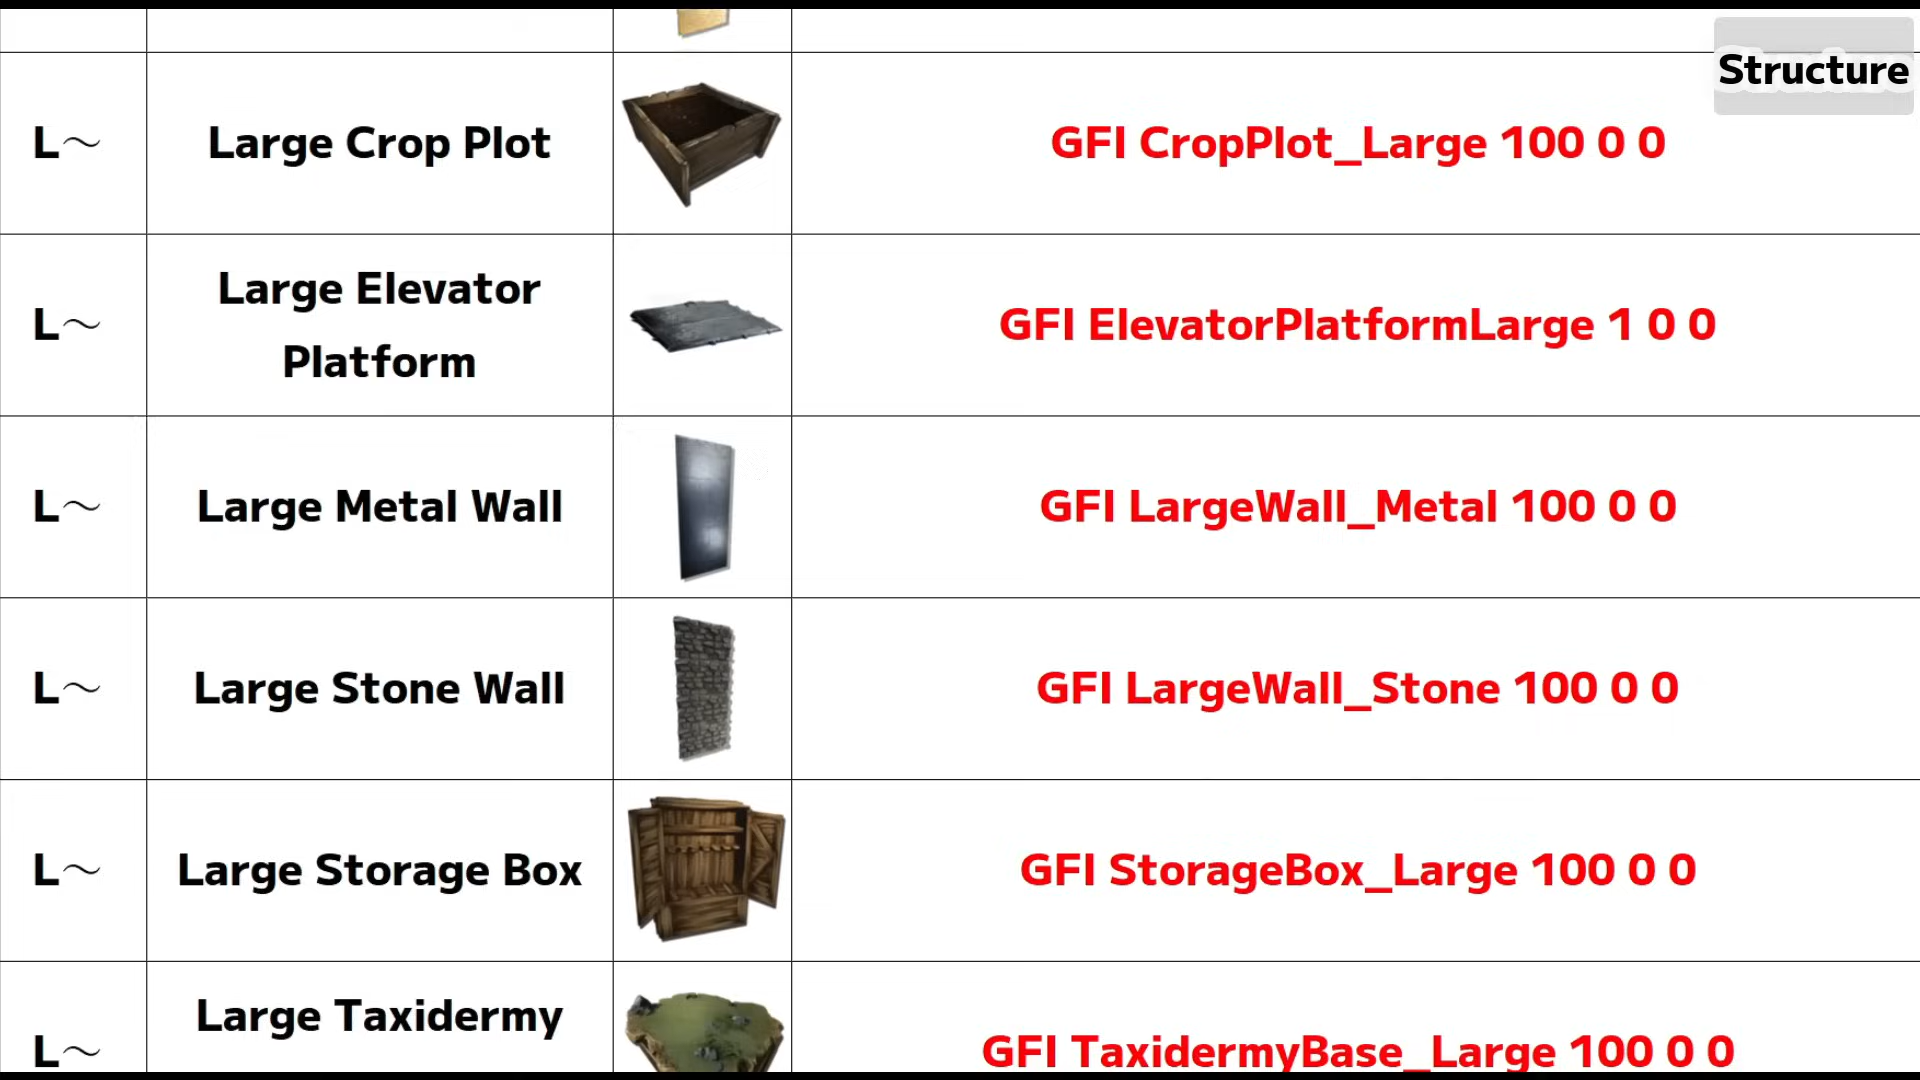 Structure
L～ Large Crop Plot GFI CropPlot_Large 100 0 0
L～ Large Elevator Platform GFI ElevatorPlatformLarge 1 0 0
L～ Large Metal Wall GFI LargeWall_Metal 100 0 0
L～ Large Stone Wall GFI LargeWall_Stone 100 0 0
L～ Large Storage Box GFI StorageBox_Large 100 0 0
L～ Large Taxidermy GFI TaxidermyBase_Large 100 0 0